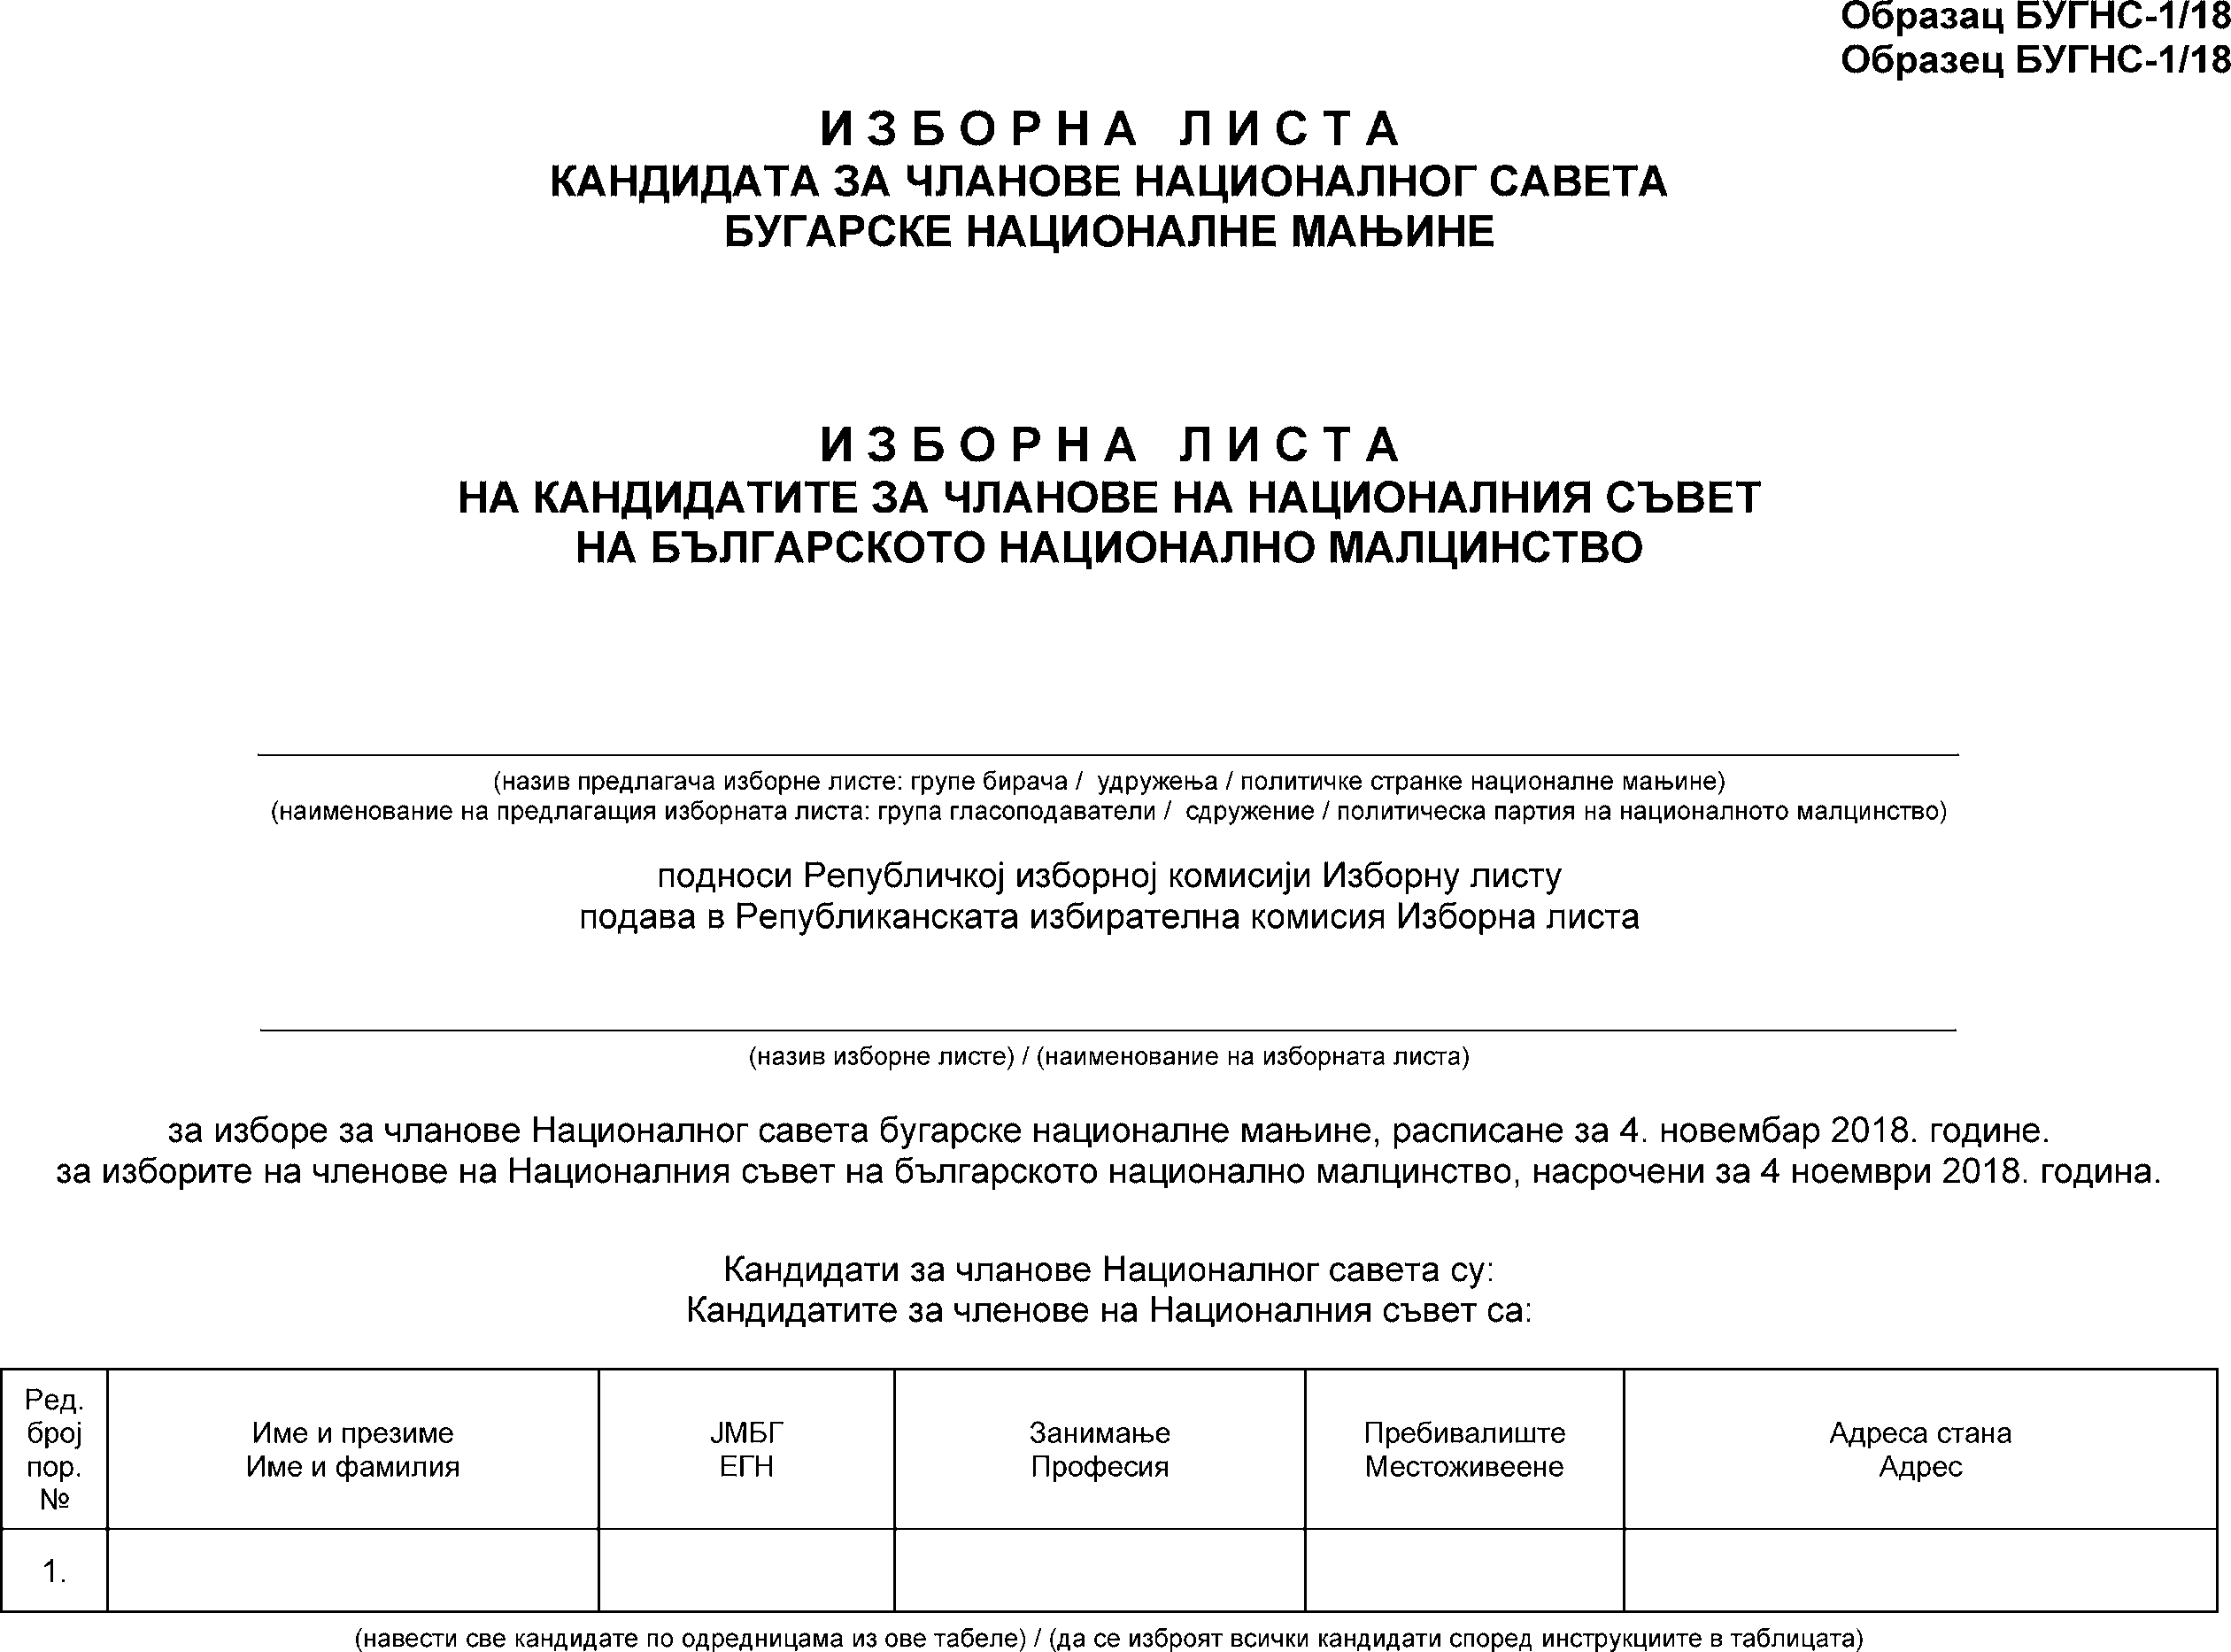 Образац БУГНС-1/18
Образец БУГНС-1/18
И З Б О Р Н А   Л И С Т А
КАНДИДАТА ЗА ЧЛАНОВЕ НАЦИОНАЛНОГ САВЕТА
БУГАРСКЕ НАЦИОНАЛНЕ МАЊИНЕ
И З Б О Р Н А   Л И С Т А
НА КАНДИДАТИТЕ ЗА ЧЛАНОВЕ НА НАЦИОНАЛНИЯ СЪВЕТ
НА БЪЛГАРСКОТО НАЦИОНАЛНО МАЛЦИНСТВО
(назив предлагача изборне листе: групе бирача /  удружења / политичке странке националне мањине)
(наименование на предлагащия изборната листа: група гласоподаватели /  сдружение / политическа партия на националното малцинство)
подноси Републичкој изборној комисији Изборну листу
подава в Републиканската избирателна комисия Изборна листа
(назив изборне листе) / (наименование на изборната листа)
за изборе за чланове Националног савета бугарске националне мањине, расписане за 4. новембар 2018. године.
за изборите на членове на Националния съвет на българското национално малцинство, насрочени за 4 ноември 2018. година.
Кандидати за чланове Националног савета су:
Кандидатите за членове на Националния съвет са:
Ред.
број
пор.
№
Име и презиме
Име и фамилия
ЈМБГ
ЕГН
Занимање
Професия
Пребивалиште
Местоживеене
Адреса стана
Адрес
1.
(навести све кандидате по одредницама из ове табеле) / (да се изброят всички кандидати според инструкциите в таблицата)